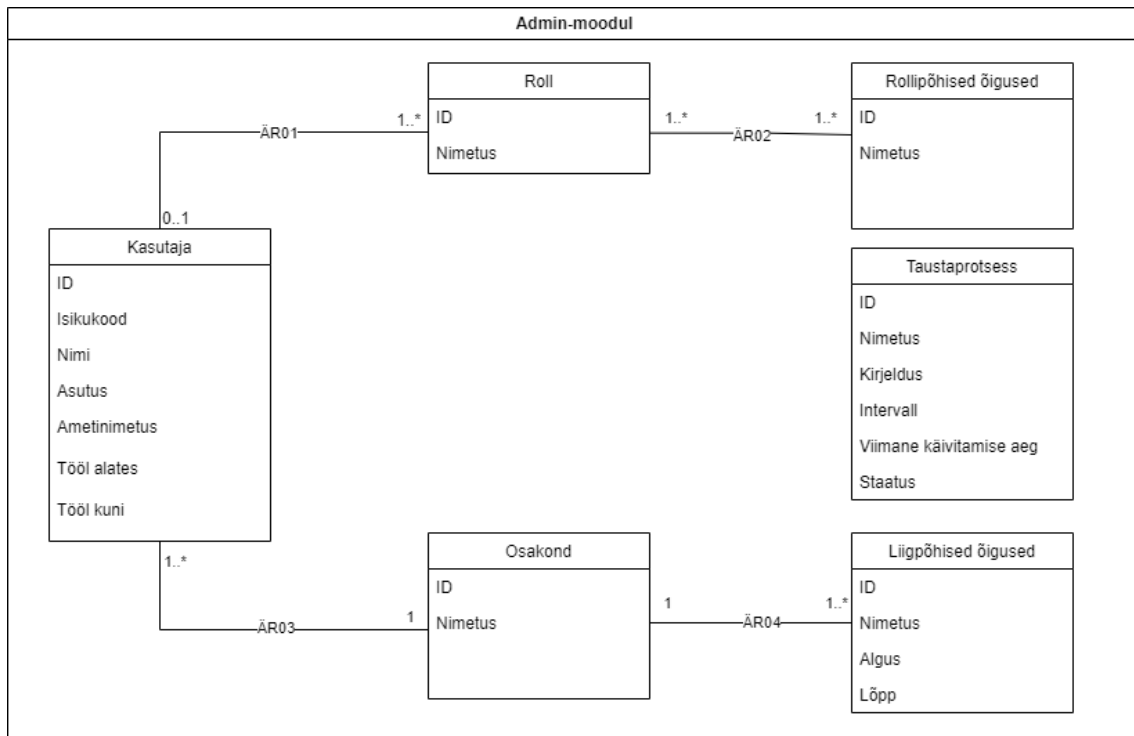 Admin-moodul
Roll
ID
Nimetus
Rollipõhised õigused
ID
Nimetus
1..*
ÄR01
1..*
ÄR02
1..*
0..1
Kasutaja
ID
Isikukood
Nimi
Asutus
Ametinimetus
Tööl alates
Tööl kuni
Taustaprotsess
ID
Nimetus
Kirjeldus
Intervall
Viimane käivitamise aeg
Staatus
1..*
ÄR03
1
Osakond
ID
Nimetus
1
ÄR04
1..*
Liigpõhised õigused
ID
Nimetus
Algus
Lõpp